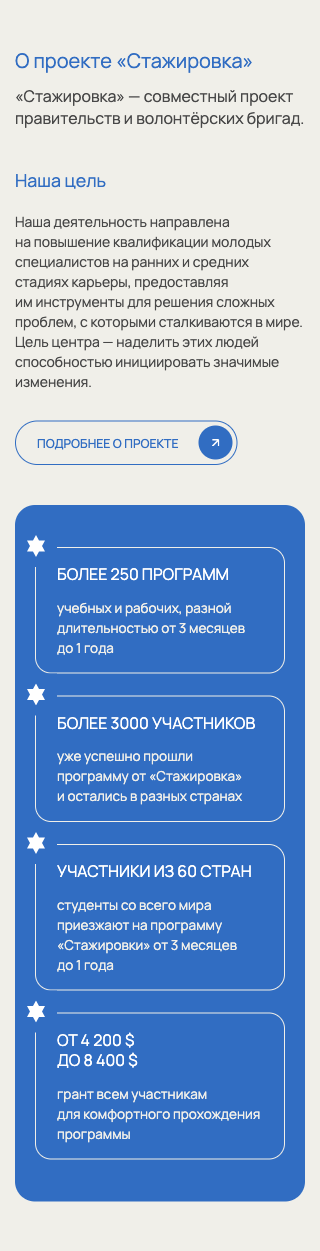 О проекте «Стажировка»
«Стажировка» — совместный проект
правительств и волонтёрских бригад.
Наша цель
Наша деятельность направлена
на повышение квалификации молодых
специалистов на ранних и средних
стадиях карьеры, предоставляя
им инструменты для решения сложных
проблем, с которыми сталкиваются в мире.
Цель центра — наделить этих людей
способностью инициировать значимые
изменения.
ПОДРОБНЕЕ О ПРОЕКТЕ
БОЛЕЕ 250 ПРОГРАММ
учебных и рабочих, разной
длительностью от 3 месяцев
до 1 года
БОЛЕЕ 3000 УЧАСТНИКОВ
уже успешно прошли
программу от «Стажировка»
и остались в разных странах
УЧАСТНИКИ ИЗ 60 СТРАН
студенты со всего мира
приезжают на программу
«Стажировки» от 3 месяцев
до 1 года
ОТ 4 200 $
ДО 8 400 $
грант всем участникам
для комфортного прохождения
программы